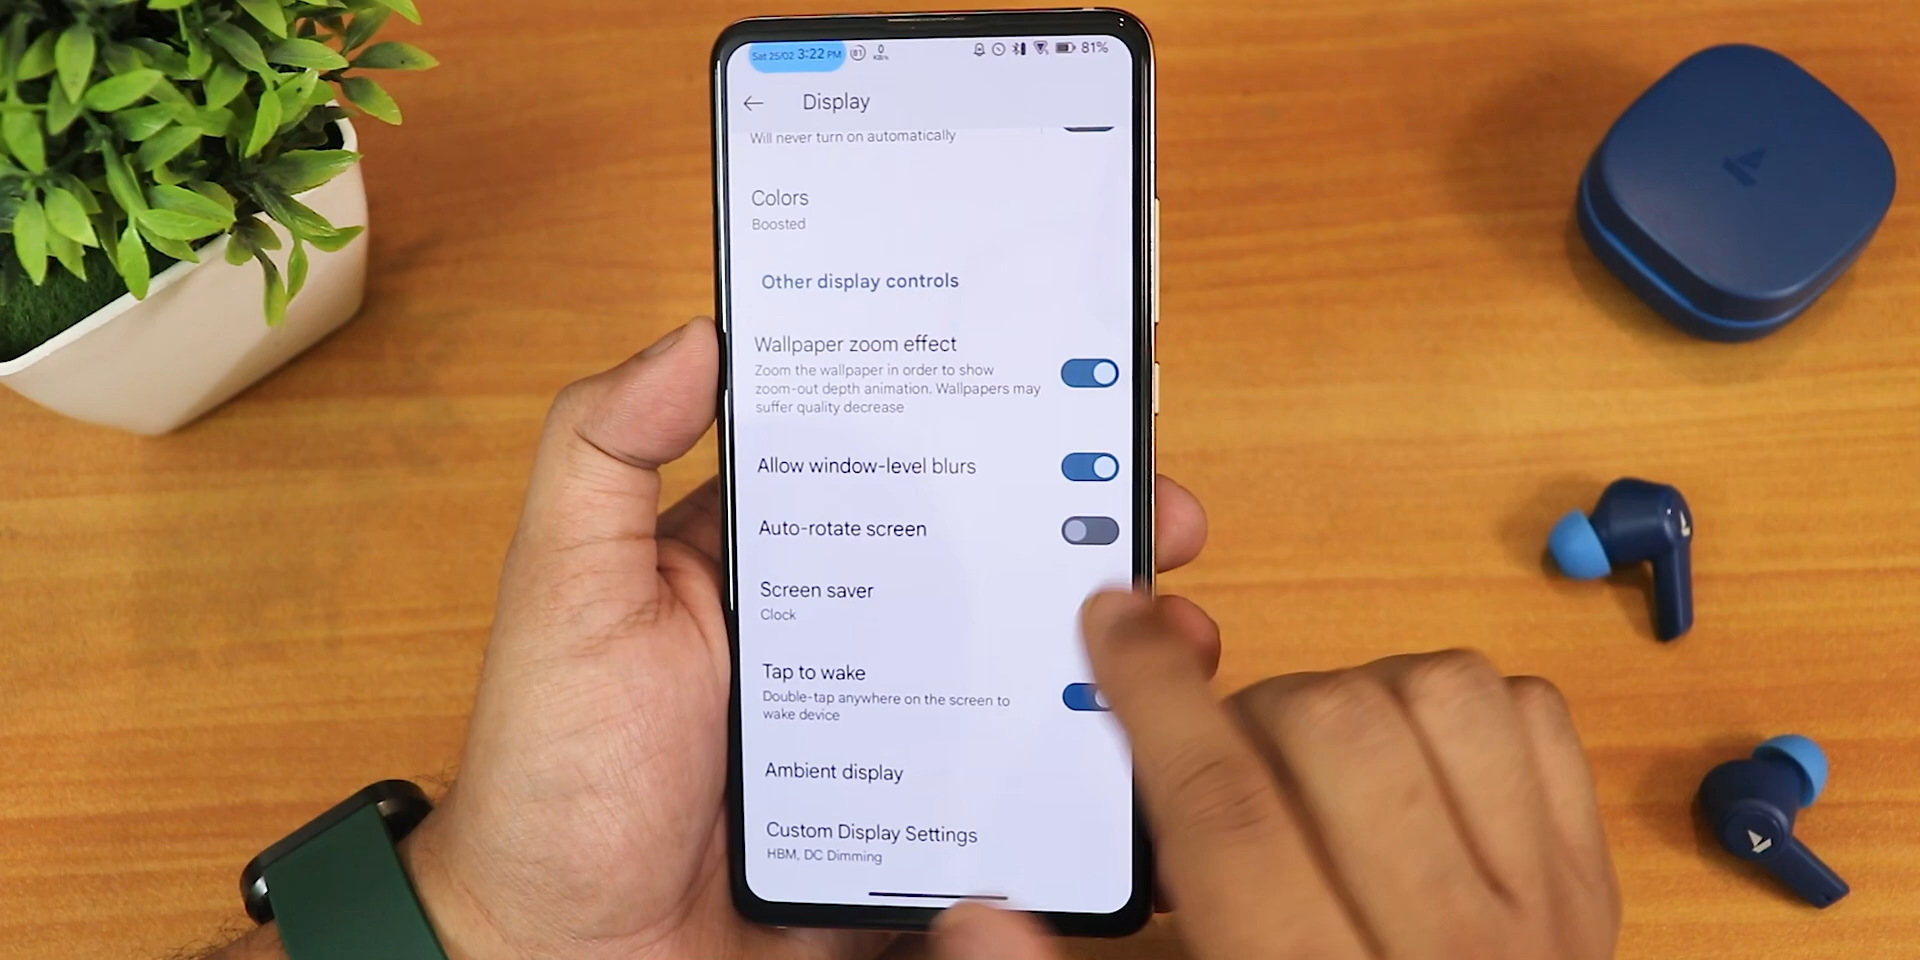 Sat 25/02 3:22 PM 81 0 KB/s 81%
Display
Will never turn on automatically
Colors
Boosted
Other display controls
Wallpaper zoom effect
Zoom the wallpaper in order to show
zoom-out depth animation. Wallpapers may
suffer quality decrease
Allow window-level blurs
Auto-rotate screen
Screen saver
Clock
Tap to wake
Double-tap anywhere on the screen to
wake device
Ambient display
Custom Display Settings
HBM, DC Dimming